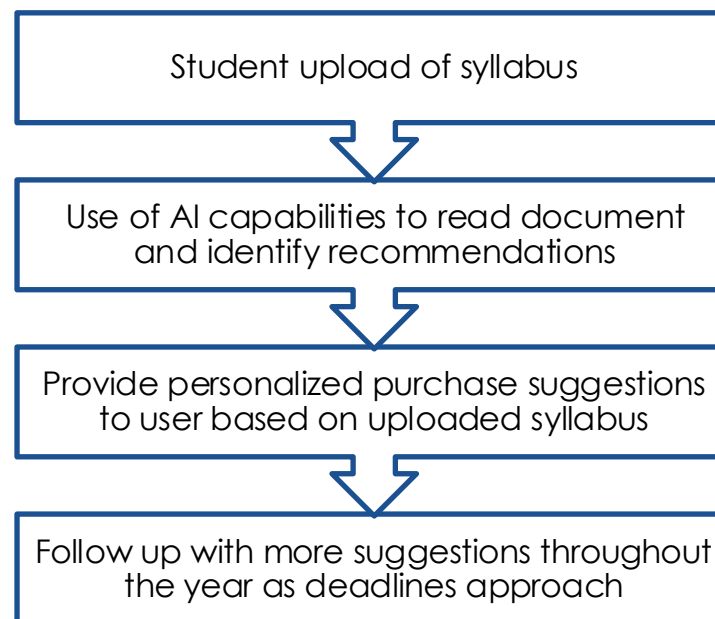 Student upload of syllabus
Use of AI capabilities to read document
and identify recommendations
Provide personalized purchase suggestions
to user based on uploaded syllabus
Follow up with more suggestions throughout
the year as deadlines approach